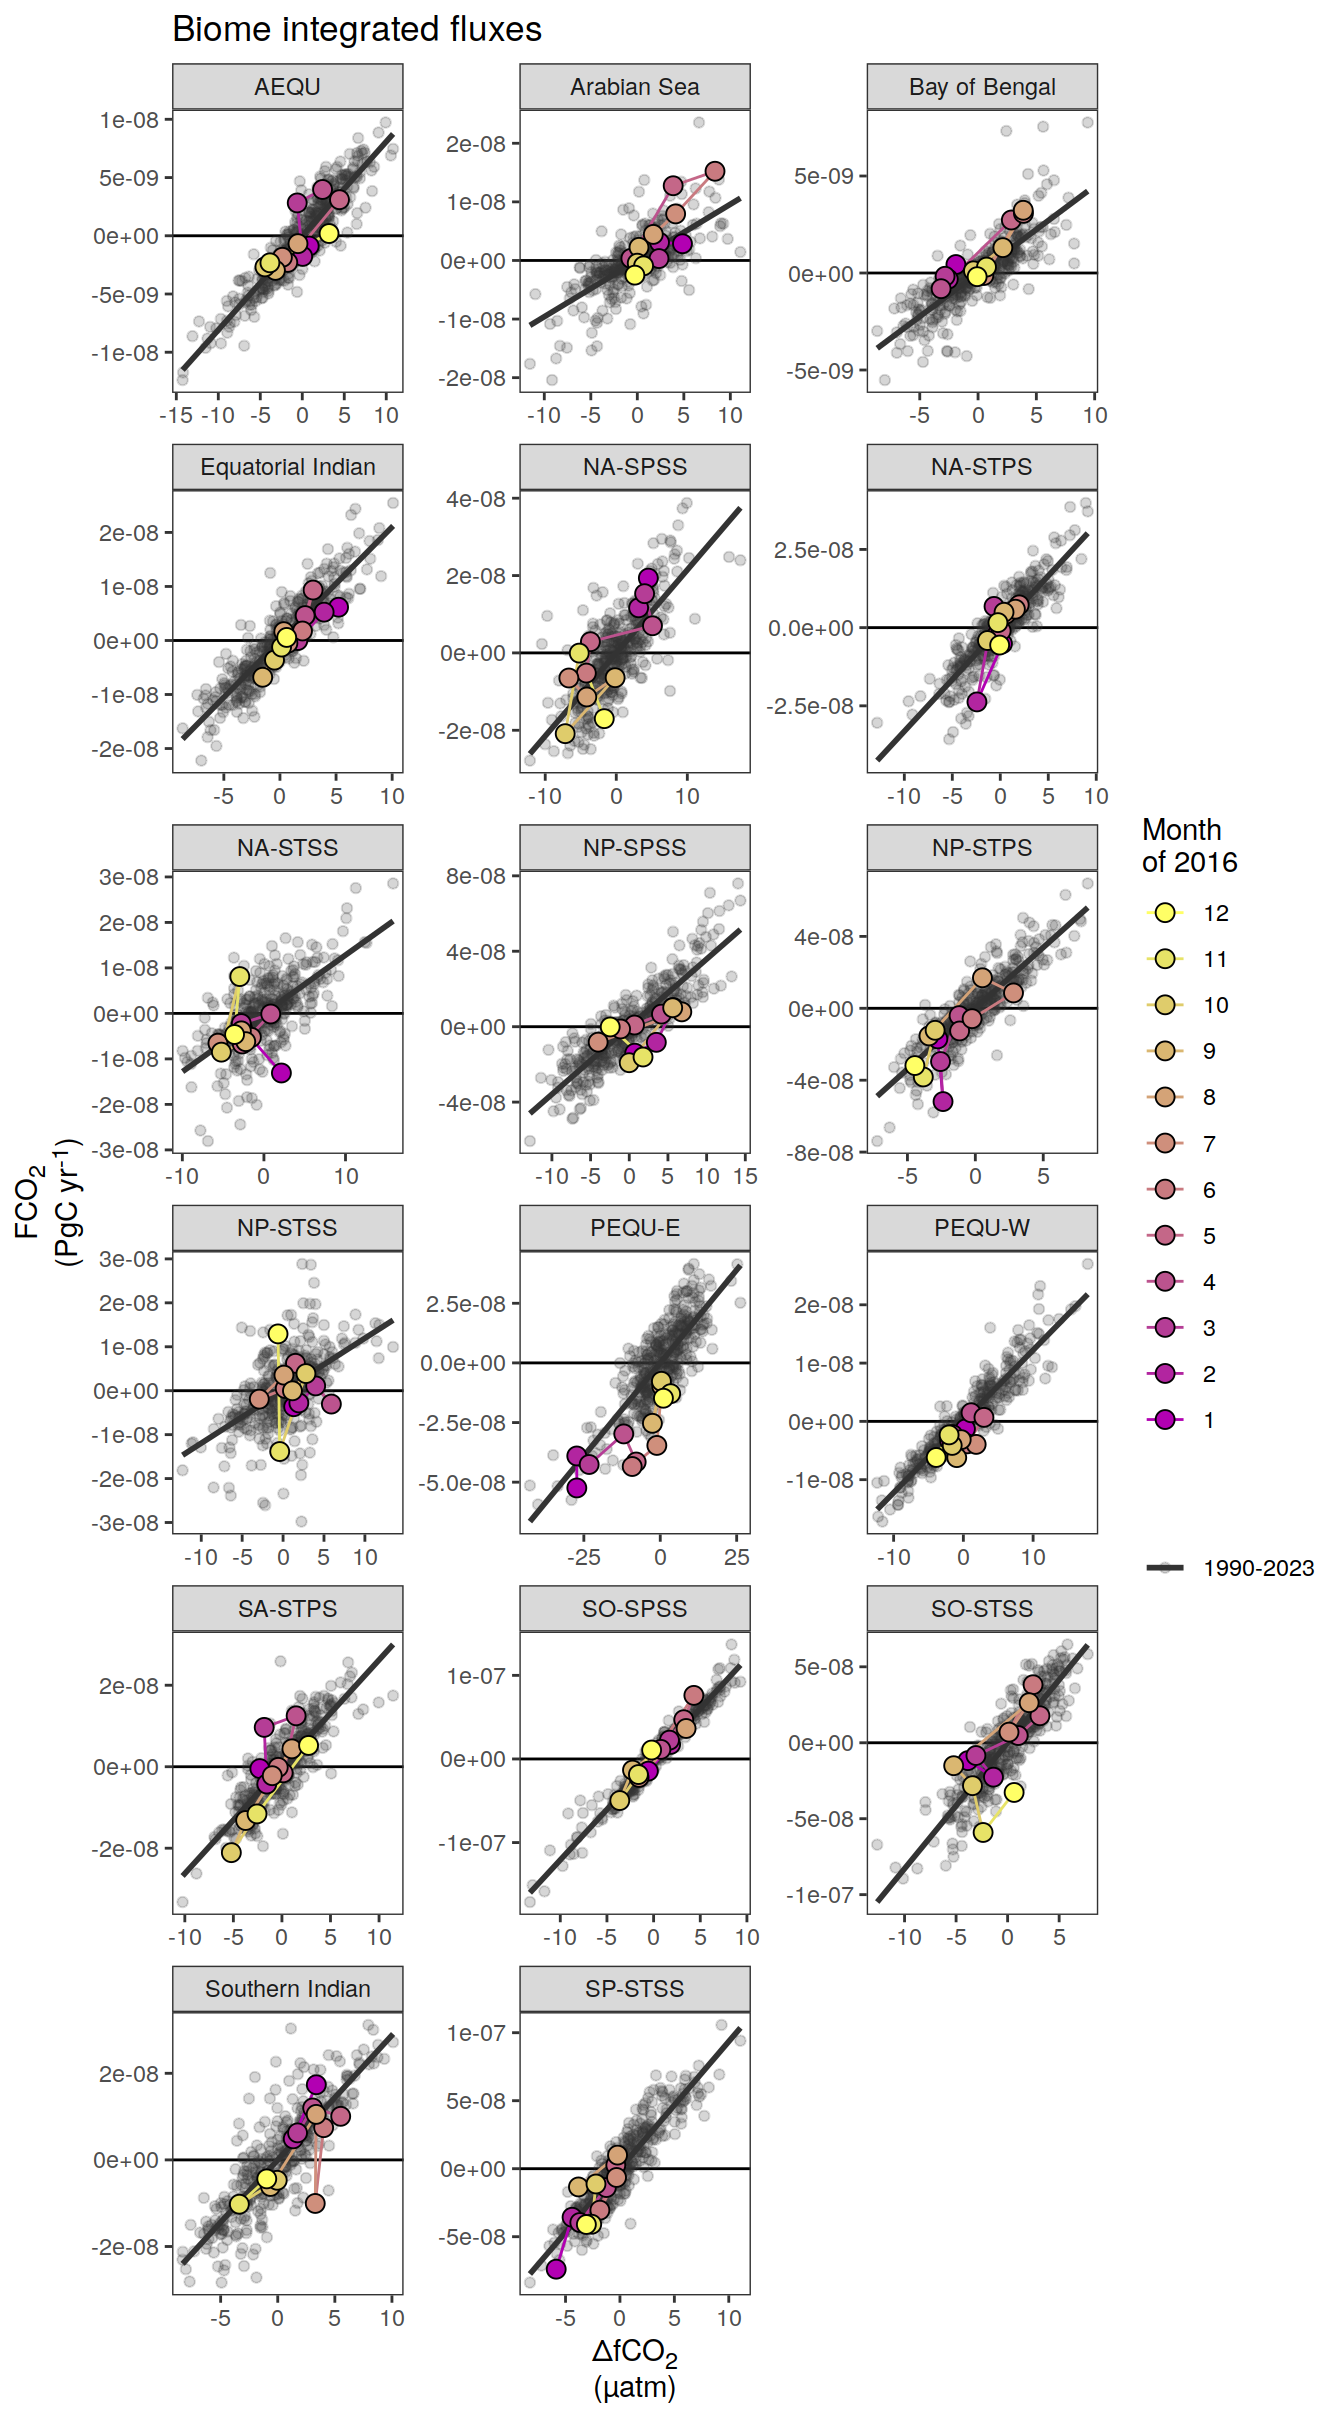 Biome integrated fluxes
AEQU
Arabian Sea
Bay of Bengal
1e-08
5e-09
0e+00
-5e-09
-1e-08
2e-08
1e-08
0e+00
-1e-08
-2e-08
5e-09
0e+00
-5e-09
-15 -10 -5 0 5 10
-10 -5 0 5 10
-5 0 5 10
Equatorial Indian
NA-SPSS
NA-STPS
2e-08
1e-08
0e+00
-1e-08
-2e-08
4e-08
2e-08
0e+00
-2e-08
2.5e-08
0.0e+00
-2.5e-08
-5 0 5 10
-10 0 10
-10 -5 0 5 10
NA-STSS
NP-SPSS
NP-STPS
3e-08
2e-08
1e-08
0e+00
-1e-08
-2e-08
-3e-08
8e-08
4e-08
0e+00
-4e-08
4e-08
0e+00
-4e-08
-8e-08
-10 0 10
-10 -5 0 5 10 15
-5 0 5
NP-STSS
PEQU-E
PEQU-W
3e-08
2e-08
1e-08
0e+00
-1e-08
-2e-08
-3e-08
2.5e-08
0.0e+00
-2.5e-08
-5.0e-08
2e-08
1e-08
0e+00
-1e-08
-10 -5 0 5 10
-25 0 25
-10 0 10
SA-STPS
SO-SPSS
SO-STSS
2e-08
0e+00
-2e-08
1e-07
0e+00
-1e-07
5e-08
0e+00
-5e-08
-1e-07
-10 -5 0 5 10
-10 -5 0 5 10
-10 -5 0 5
Southern Indian
SP-STSS
2e-08
0e+00
-2e-08
1e-07
5e-08
0e+00
-5e-08
-5 0 5 10
-5 0 5 10
ΔfCO2
(µatm)
FCO2
(PgC yr-1)
Month
of 2016
12
11
10
9
8
7
6
5
4
3
2
1
1990-2023